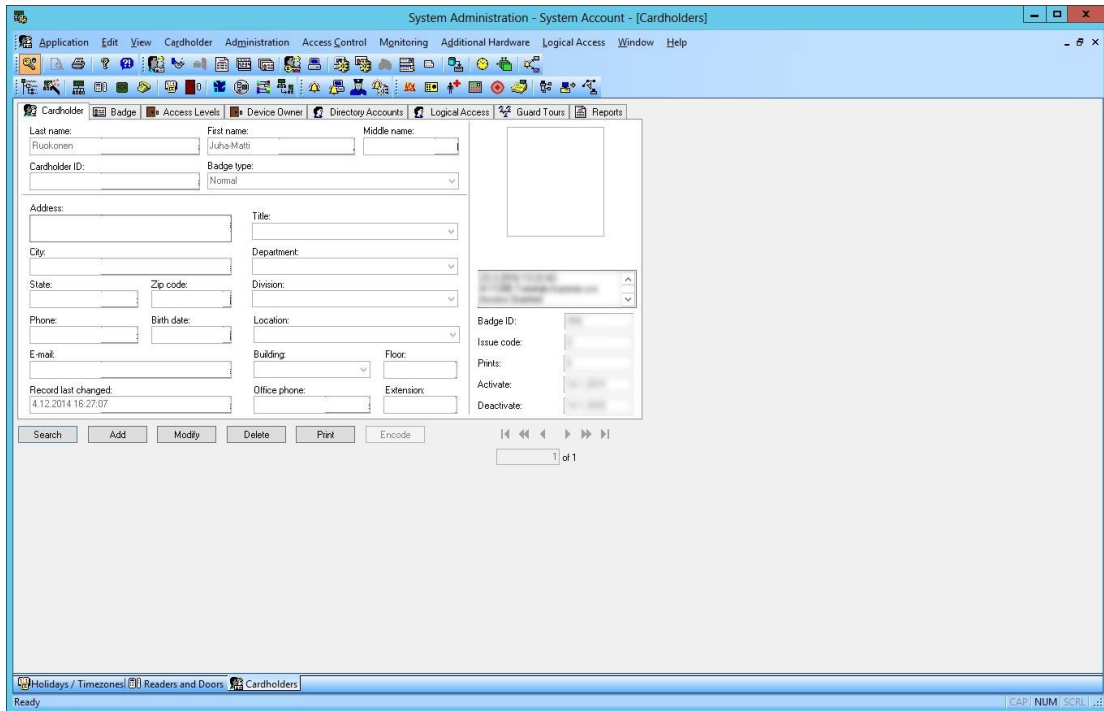 System Administration - System Account - [Cardholders]
Application Edit View Cardholder Administration Access Control Monitoring Additional Hardware Logical Access Window Help
Cardholder Badge Access Levels Device Owner Directory Accounts Logical Access Guard Tours Reports
Last name: First name: Middle name:
Ruokonen Juha-Matti
Cardholder ID: Badge type:
Normal
Address: Title:
City: Department:
State: Zip code: Division:
Phone: Birth date: Location:
E-mail: Building: Floor:
Record last changed: Office phone: Extension:
4.12.2014 16:27:07
Badge ID:
Issue code:
Prints:
Activate:
Deactivate:
Search Add Modify Delete Print Encode
1 of 1
Holidays / Timezones Readers and Doors Cardholders
Ready CAP NUM SCRL